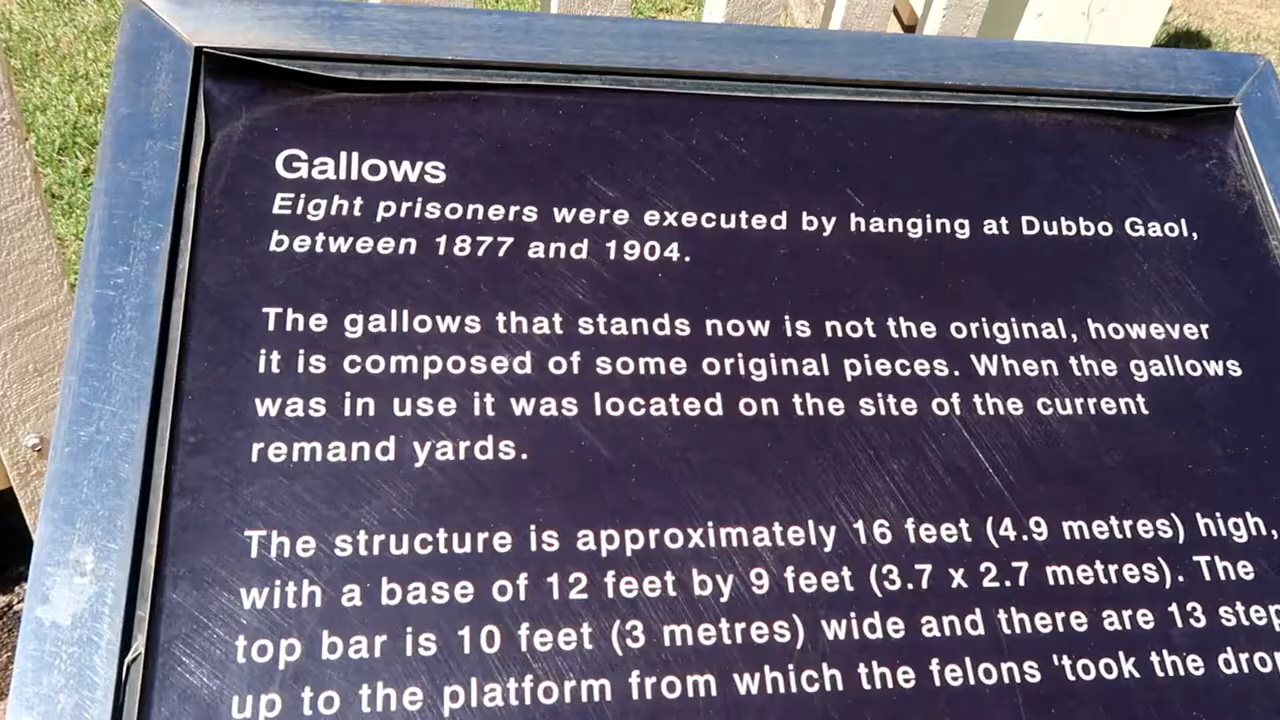 Gallows
Eight prisoners were executed by hanging at Dubbo Gaol,
between 1877 and 1904.
The gallows that stands now is not the original, however
it is composed of some original pieces. When the gallows
was in use it was located on the site of the current
remand yards.
The structure is approximately 16 feet (4.9 metres) high,
with a base of 12 feet by 9 feet (3.7 x 2.7 metres). The
top bar is 10 feet (3 metres) wide and there are 13
up to the platform from which the felons 'took the